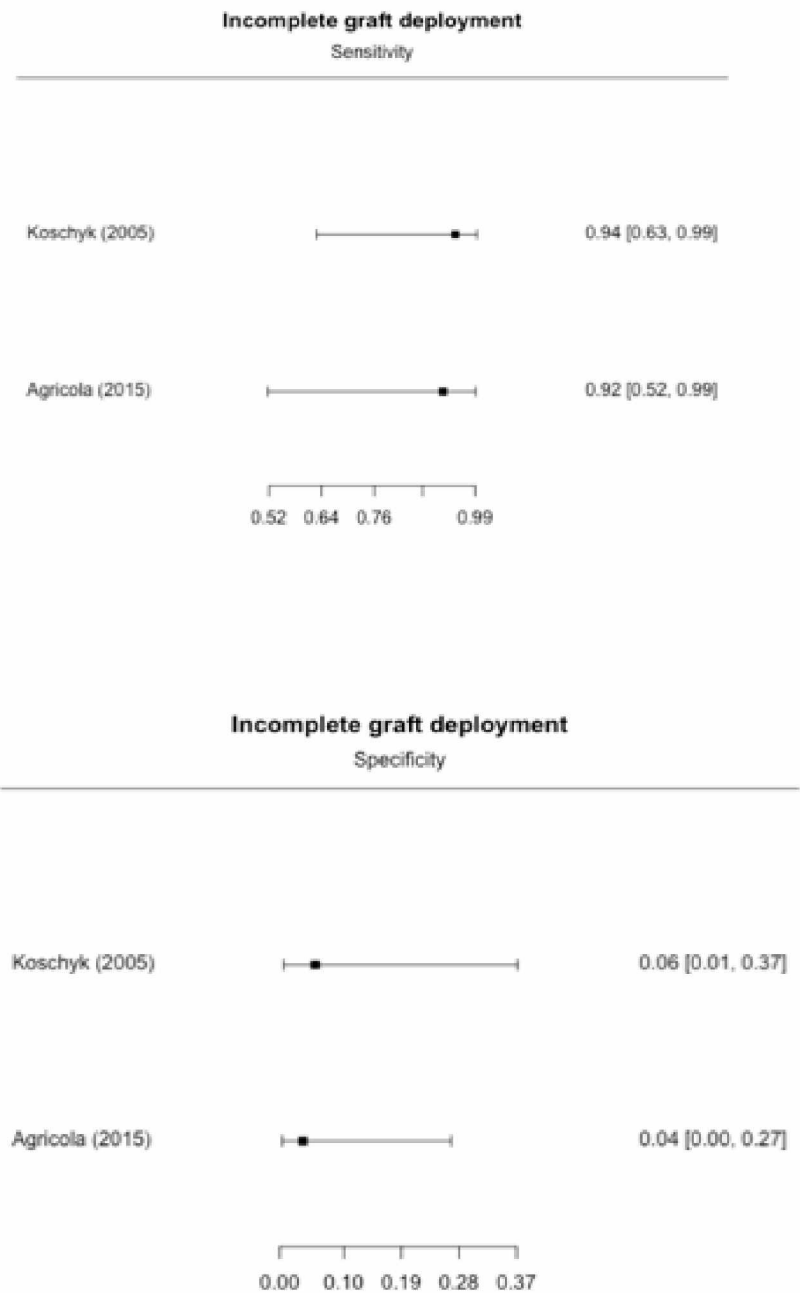 Incomplete graft deployment
Sensitivity
Koschyk (2005) 0.94 [0.63, 0.99]
Agricola (2015) 0.92 [0.52, 0.99]
0.52 0.64 0.76 0.99
Incomplete graft deployment
Specificity
Koschyk (2005) 0.06 [0.01, 0.37]
Agricola (2015) 0.04 [0.00, 0.27]
0.00 0.10 0.19 0.28 0.37